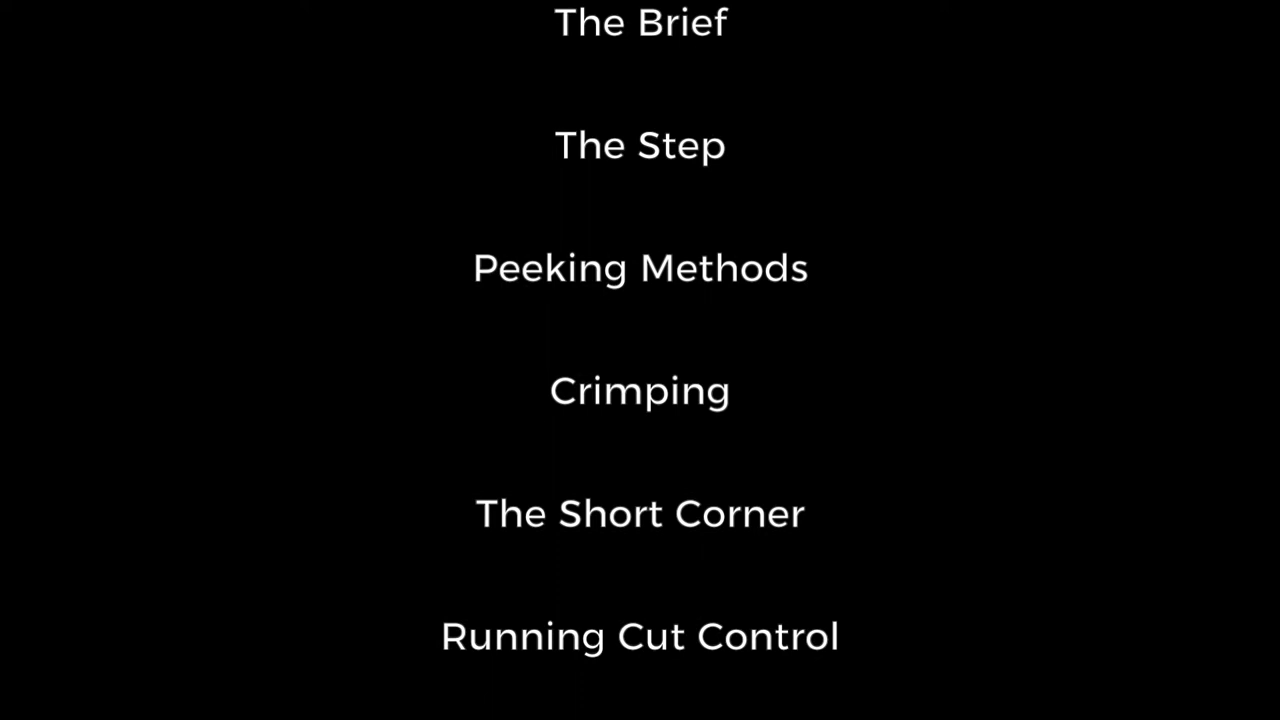 The Brief
The Step
Peeking Methods
Crimping
The Short Corner
Running Cut Control